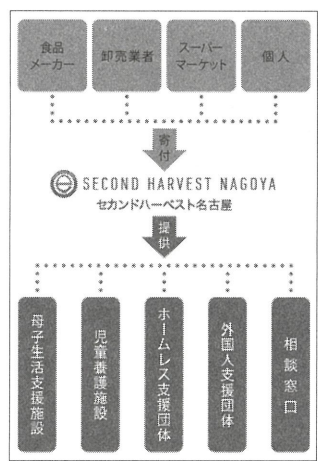 食品
メーカー
卸売業者
スーパー
マーケット
個人
寄付
SECOND HARVEST NAGOYA
セカンドハーベスト名古屋
提供
母子生活支援施設
児童養護施設
ホームレス支援団体
外国人支援団体
相談窓口